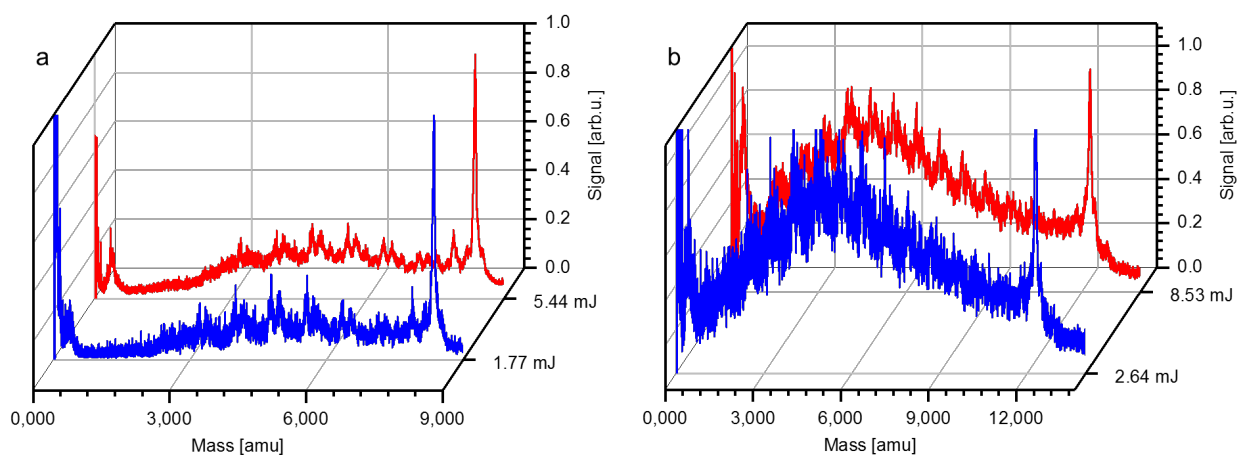 a
1.0
0.8
0.6
0.4
0.2
0.0
Signal [arb.u.]
5.44 mJ
1.77 mJ
0,000
3,000
6,000
9,000
Mass [amu]
b
1.0
0.8
0.6
0.4
0.2
0.0
Signal [arb.u.]
8.53 mJ
2.64 mJ
0,000
3,000
6,000
9,000
12,000
Mass [amu]